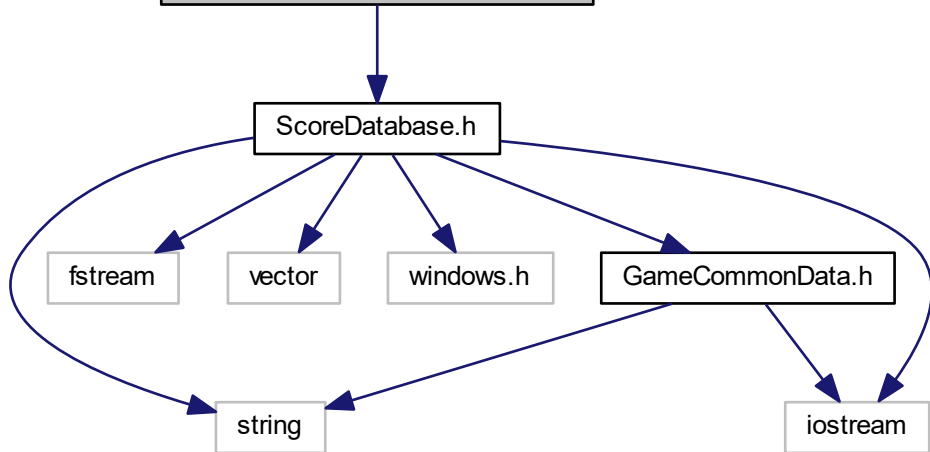 ScoreDatabase.h
fstream
vector
windows.h
GameCommonData.h
string
iostream